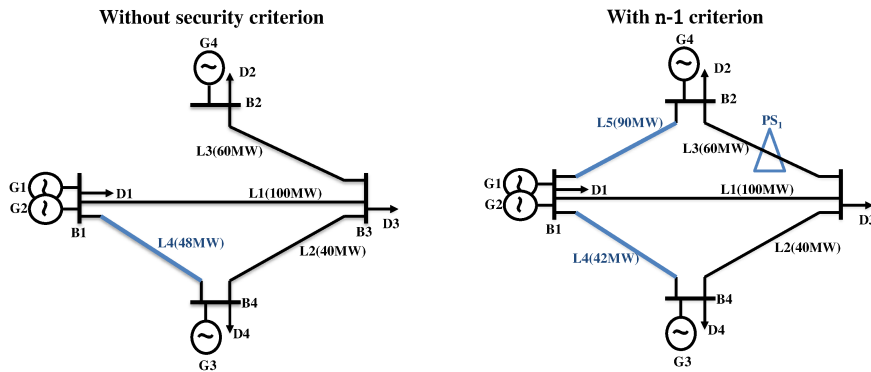 Without security criterion
G4
D2
B2
L3(60MW)
G1
D1
G2
L1(100MW)
B1
D3
B3
L4(48MW)
L2(40MW)
B4
D4
G3
With n-1 criterion
G4
D2
B2
L5(90MW)
PS1
L3(60MW)
G1
D1
G2
L1(100MW)
B1
L4(42MW)
L2(40MW)
B4
D4
G3